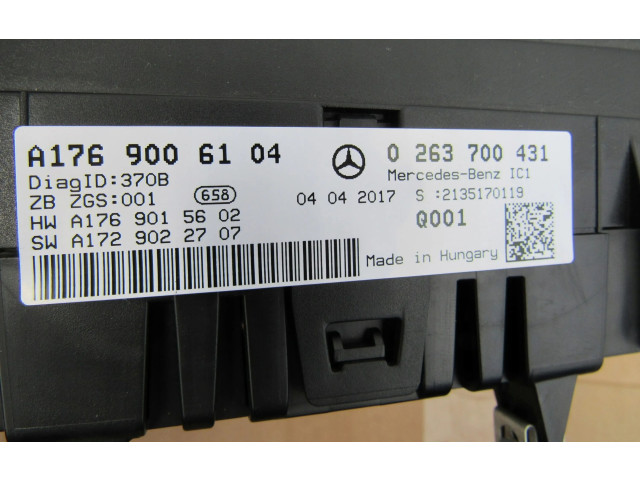 A176 900 61 04
0 263 700 431
DiagID:370B
Mercedes-Benz IC1
ZB ZGS:001
658
04 04 2017
S :2135170119
HW A176 901 56 02
Q001
SW A172 902 27 07
Made in Hungary